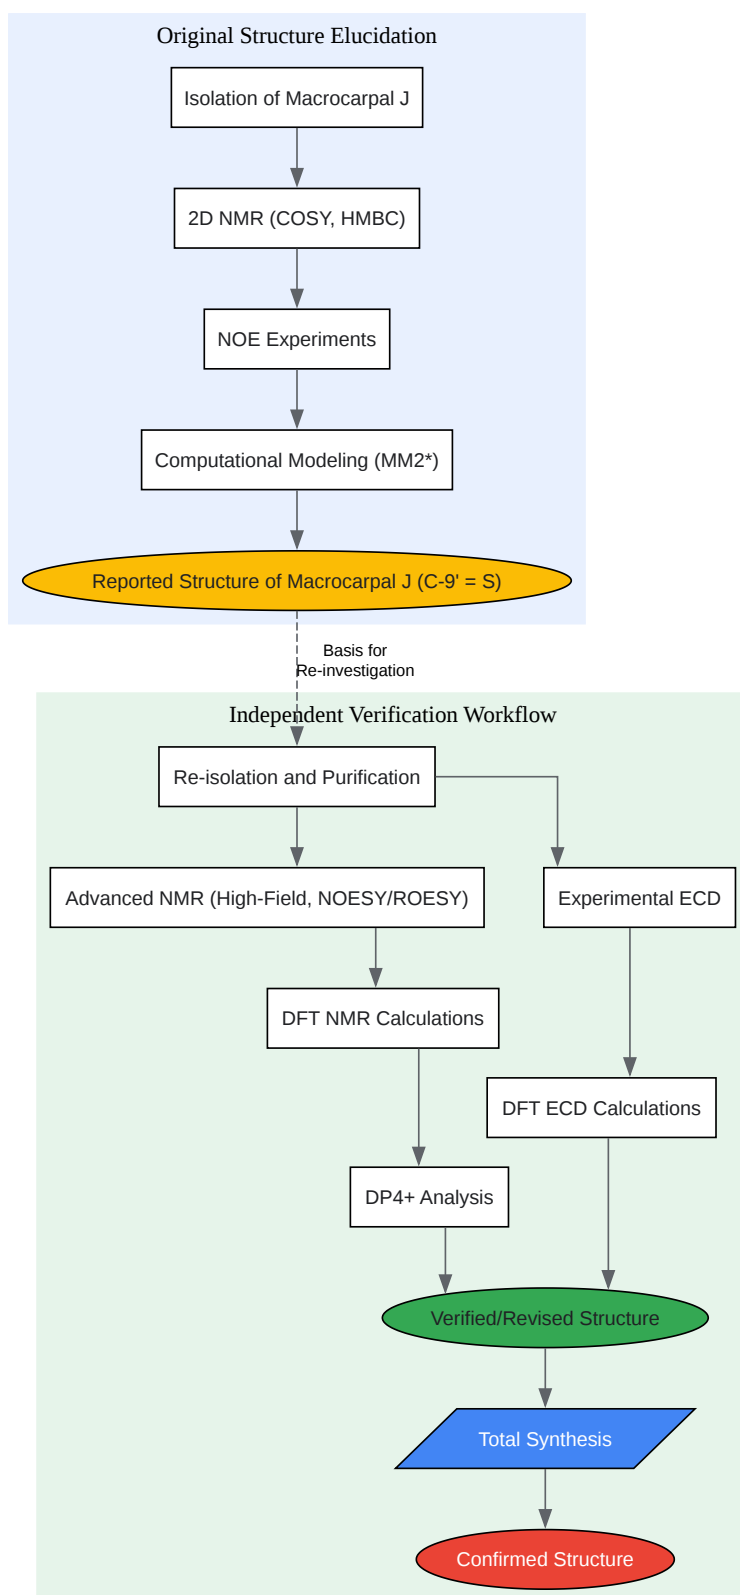 Original Structure Elucidation
Isolation of Macrocarpal J
2D NMR (COSY, HMBC)
NOE Experiments
Computational Modeling (MM2*)
Reported Structure of Macrocarpal J (C-9' = S)
Basis for
Re-investigation
Independent Verification Workflow
Re-isolation and Purification
Advanced NMR (High-Field, NOESY/ROESY)
Experimental ECD
DFT NMR Calculations
DFT ECD Calculations
DP4+ Analysis
Verified/Revised Structure
Total Synthesis
Confirmed Structure